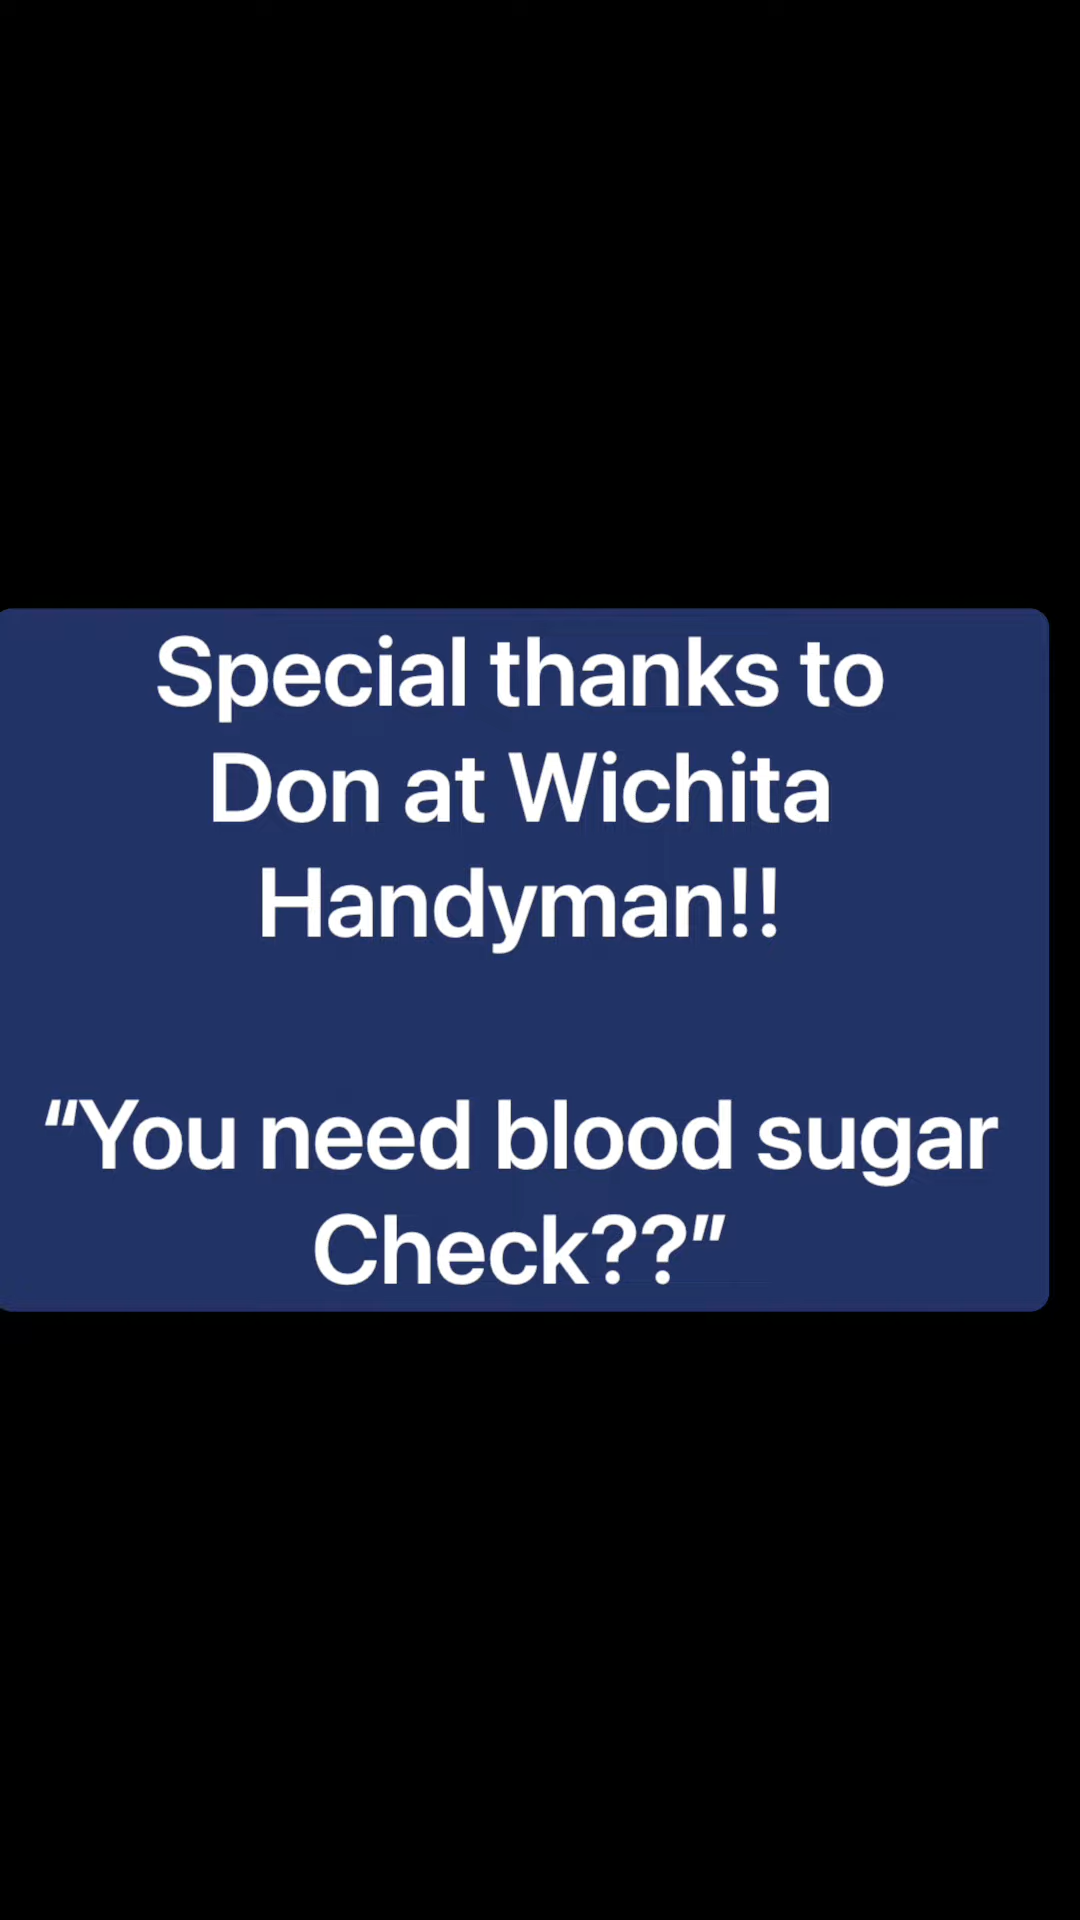 Special thanks to
Don at Wichita
Handyman!!
“You need blood sugar
Check??”